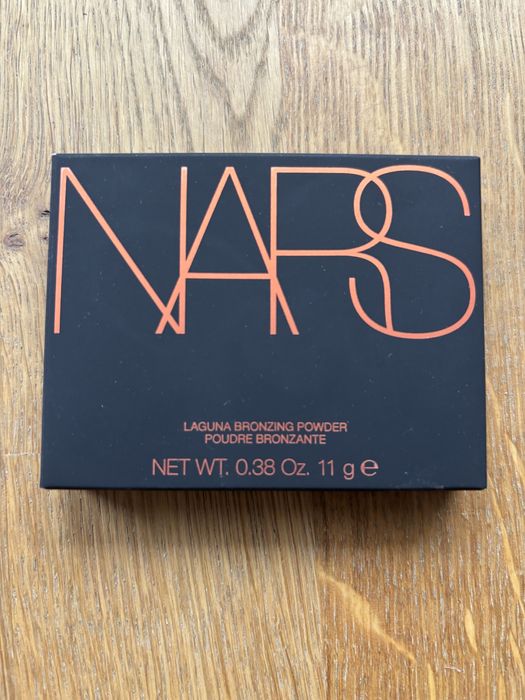 NARS
LAGUNA BRONZING POWDER
POUDRE BRONZANTE
NET WT. 0.38 Oz. 11 g ℮